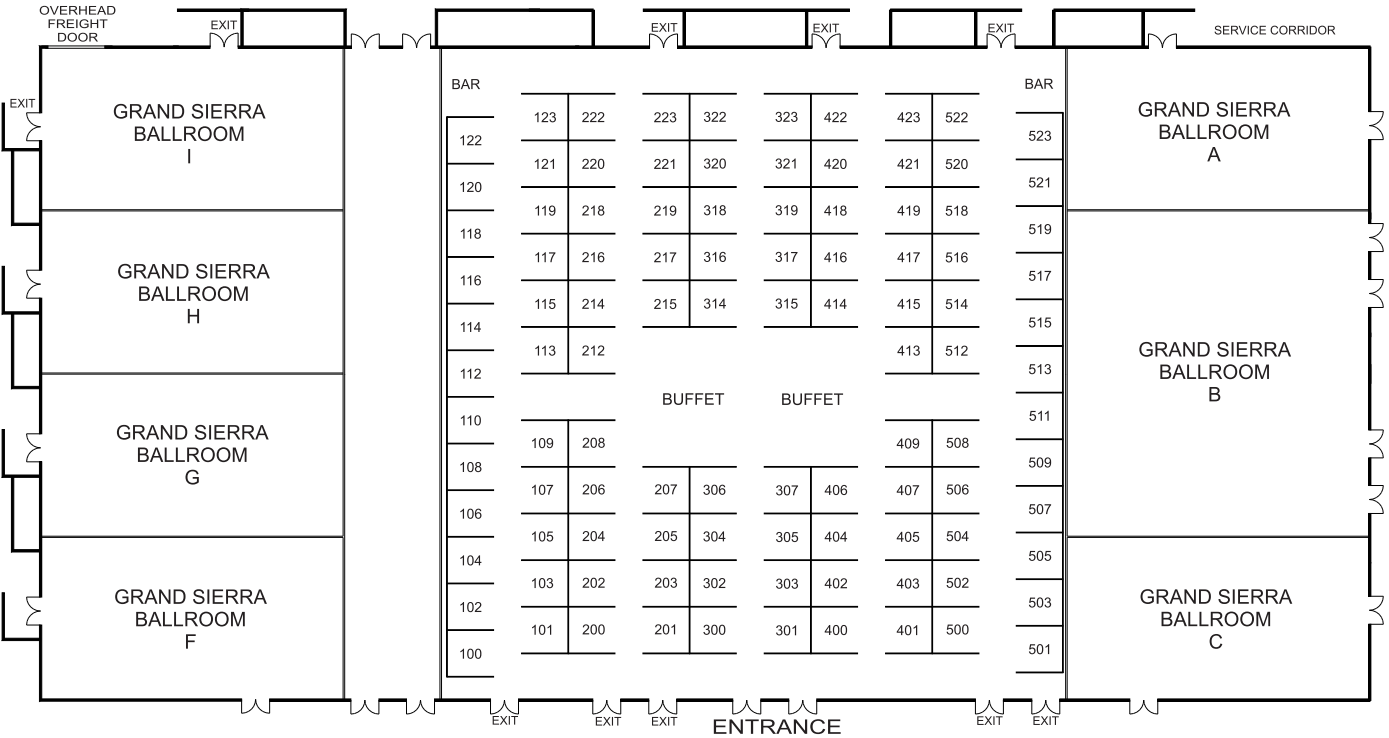 OVERHEAD
FREIGHT
DOOR
EXIT
EXIT
EXIT
EXIT
SERVICE CORRIDOR
EXIT
GRAND SIERRA
BALLROOM
I
GRAND SIERRA
BALLROOM
H
GRAND SIERRA
BALLROOM
G
GRAND SIERRA
BALLROOM
F
BAR
122
120
118
116
114
112
110
108
106
104
102
100
123 222
121 220
119 218
117 216
115 214
113 212
109 208
107 206
105 204
103 202
101 200
223 322
221 320
219 318
217 316
215 314
BUFFET
207 306
205 304
203 302
201 300
323 422
321 420
319 418
317 416
315 414
BUFFET
307 406
305 404
303 402
301 400
423 522
421 520
419 518
417 516
415 514
413 512
409 508
407 506
405 504
403 502
401 500
BAR
523
521
519
517
515
513
511
509
507
505
503
501
GRAND SIERRA
BALLROOM
A
GRAND SIERRA
BALLROOM
B
GRAND SIERRA
BALLROOM
C
EXIT
EXIT
EXIT
ENTRANCE
EXIT
EXIT